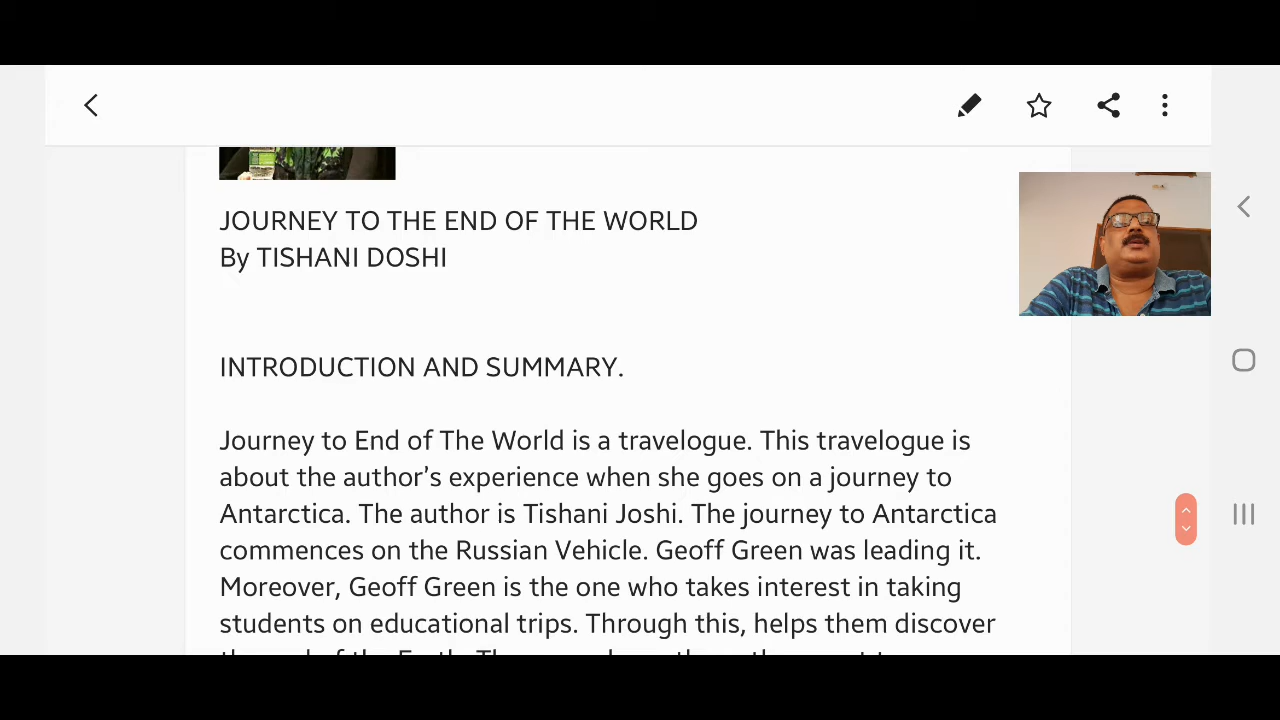 JOURNEY TO THE END OF THE WORLD
By TISHANI DOSHI
INTRODUCTION AND SUMMARY.
Journey to End of The World is a travelogue. This travelogue is
about the author's experience when she goes on a journey to
Antarctica. The author is Tishani Joshi. The journey to Antarctica
commences on the Russian Vehicle. Geoff Green was leading it.
Moreover, Geoff Green is the one who takes interest in taking
students on educational trips. Through this, helps them discover